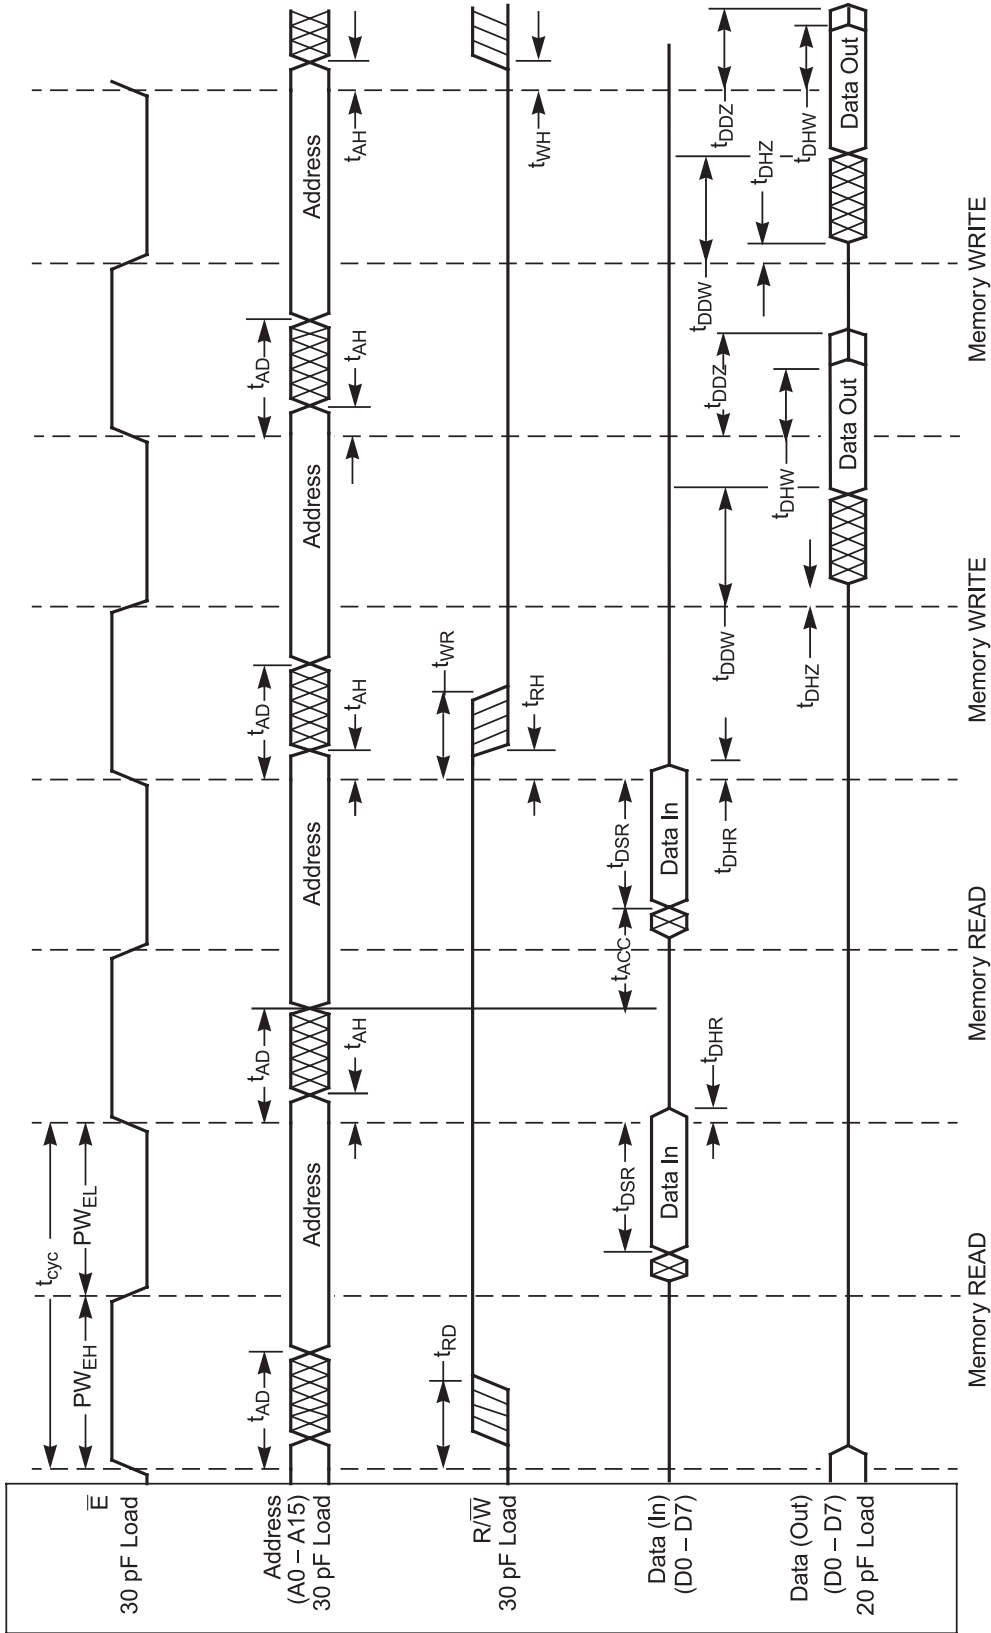 E
30 pF Load
Address
(A0 – A15)
30 pF Load
R/W
30 pF Load
Data (In)
(D0 – D7)
Data (Out)
(D0 – D7)
20 pF Load
tcyc
PWEH
PWEL
tAD
tAH
tAD
tAH
tAD
tAH
tAD
tAH
Address
Address
Address
Address
tRD
tRH
tWR
tWH
tDSR
tDHR
tACC
tDSR
tDHR
Data In
Data In
tDDW
tDHZ
tDHW
tDDZ
tDDW
tDHZ
tDHW
tDDZ
Data Out
Data Out
Memory READ
Memory READ
Memory WRITE
Memory WRITE